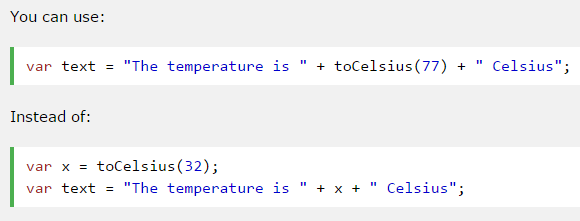 You can use:
var text = "The temperature is " + toCelsius(77) + " Celsius";
Instead of:
var x = toCelsius(32);
var text = "The temperature is " + x + " Celsius";